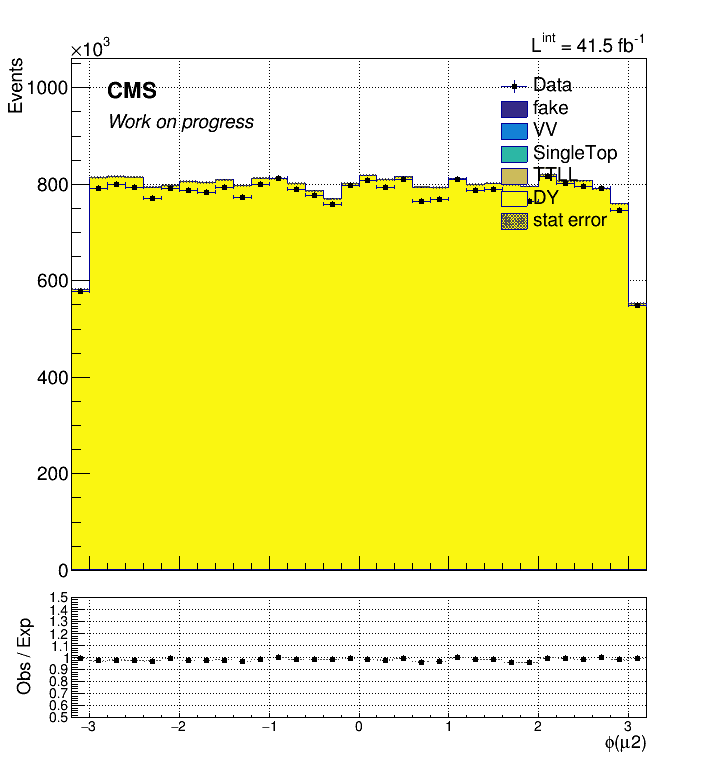 ×10³
L^int = 41.5 fb⁻¹
Events
CMS
Work on progress
Data
fake
VV
SingleTop
TTLL
DY
stat error
1000
800
600
400
200
0
Obs / Exp
1.5
1.4
1.3
1.2
1.1
1
0.9
0.8
0.7
0.6
0.5
−3 −2 −1 0 1 2 3
ϕ(μ2)